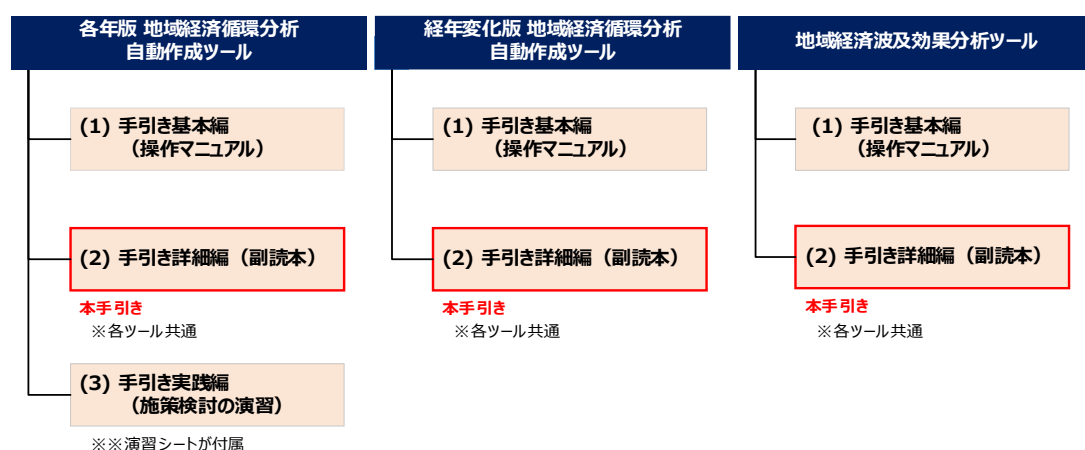 各年版 地域経済循環分析
自動作成ツール
(1) 手引き基本編
（操作マニュアル）
(2) 手引き詳細編（副読本）
本手引き
※各ツール共通
(3) 手引き実践編
（施策検討の演習）
※※演習シートが付属
経年変化版 地域経済循環分析
自動作成ツール
(1) 手引き基本編
（操作マニュアル）
(2) 手引き詳細編（副読本）
本手引き
※各ツール共通
地域経済波及効果分析ツール
(1) 手引き基本編
（操作マニュアル）
(2) 手引き詳細編（副読本）
本手引き
※各ツール共通